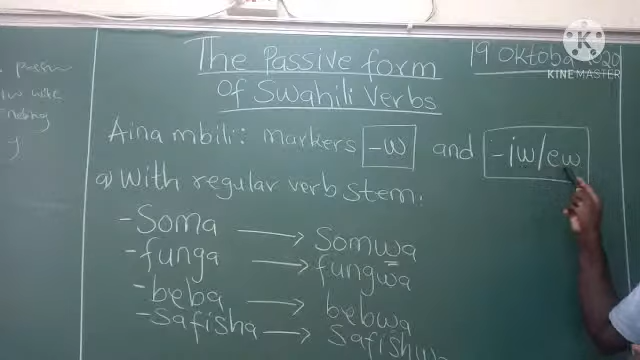 The Passive form
of Swahili Verbs
19 Oktoba 2020
KINEMASTER
Aina mbili: markers -w and -iw/ew
a) With regular verb stem:
-Soma → Somwa
-funga → fungwa
-beba → bebwa
-Safisha →